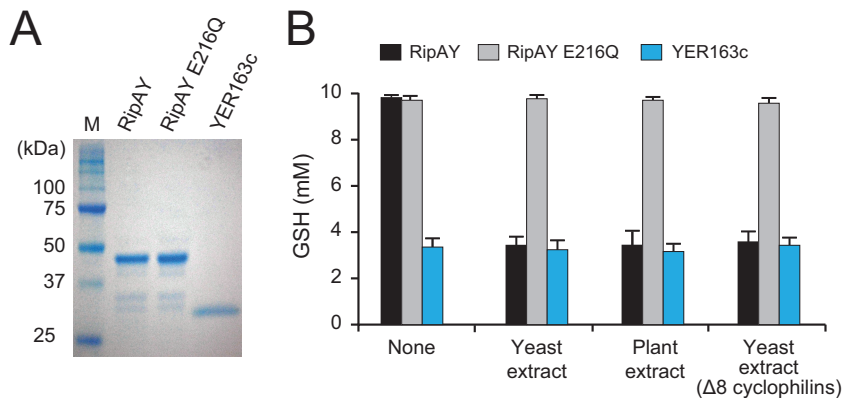 A
M
RipAY
RipAY E216Q
YER163c
(kDa)
100
75
50
37
25
B
RipAY
RipAY E216Q
YER163c
GSH (mM)
10
8
6
4
2
0
None
Yeast
extract
Plant
extract
Yeast
extract
(Δ8 cyclophilins)